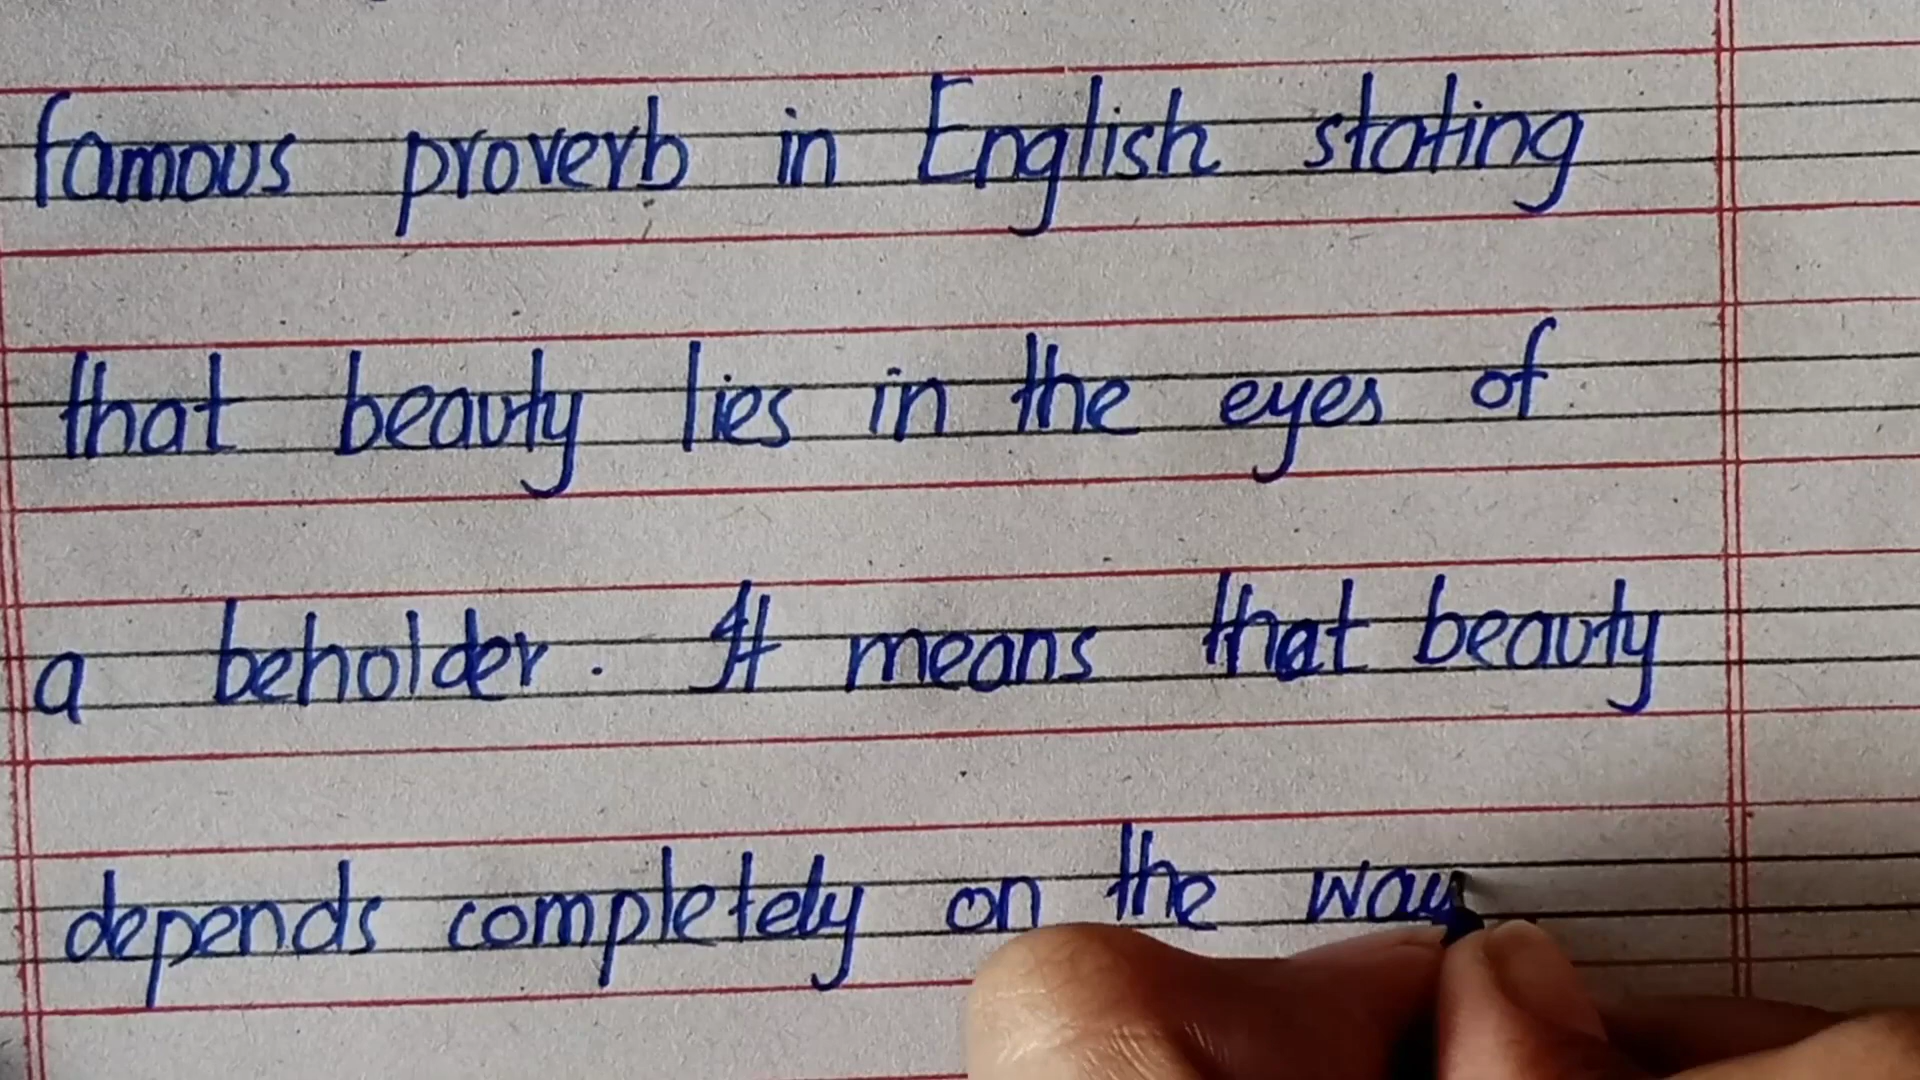 famous proverb in English stating
that beauty lies in the eyes of
a beholder. It means that beauty
depends completely on the way